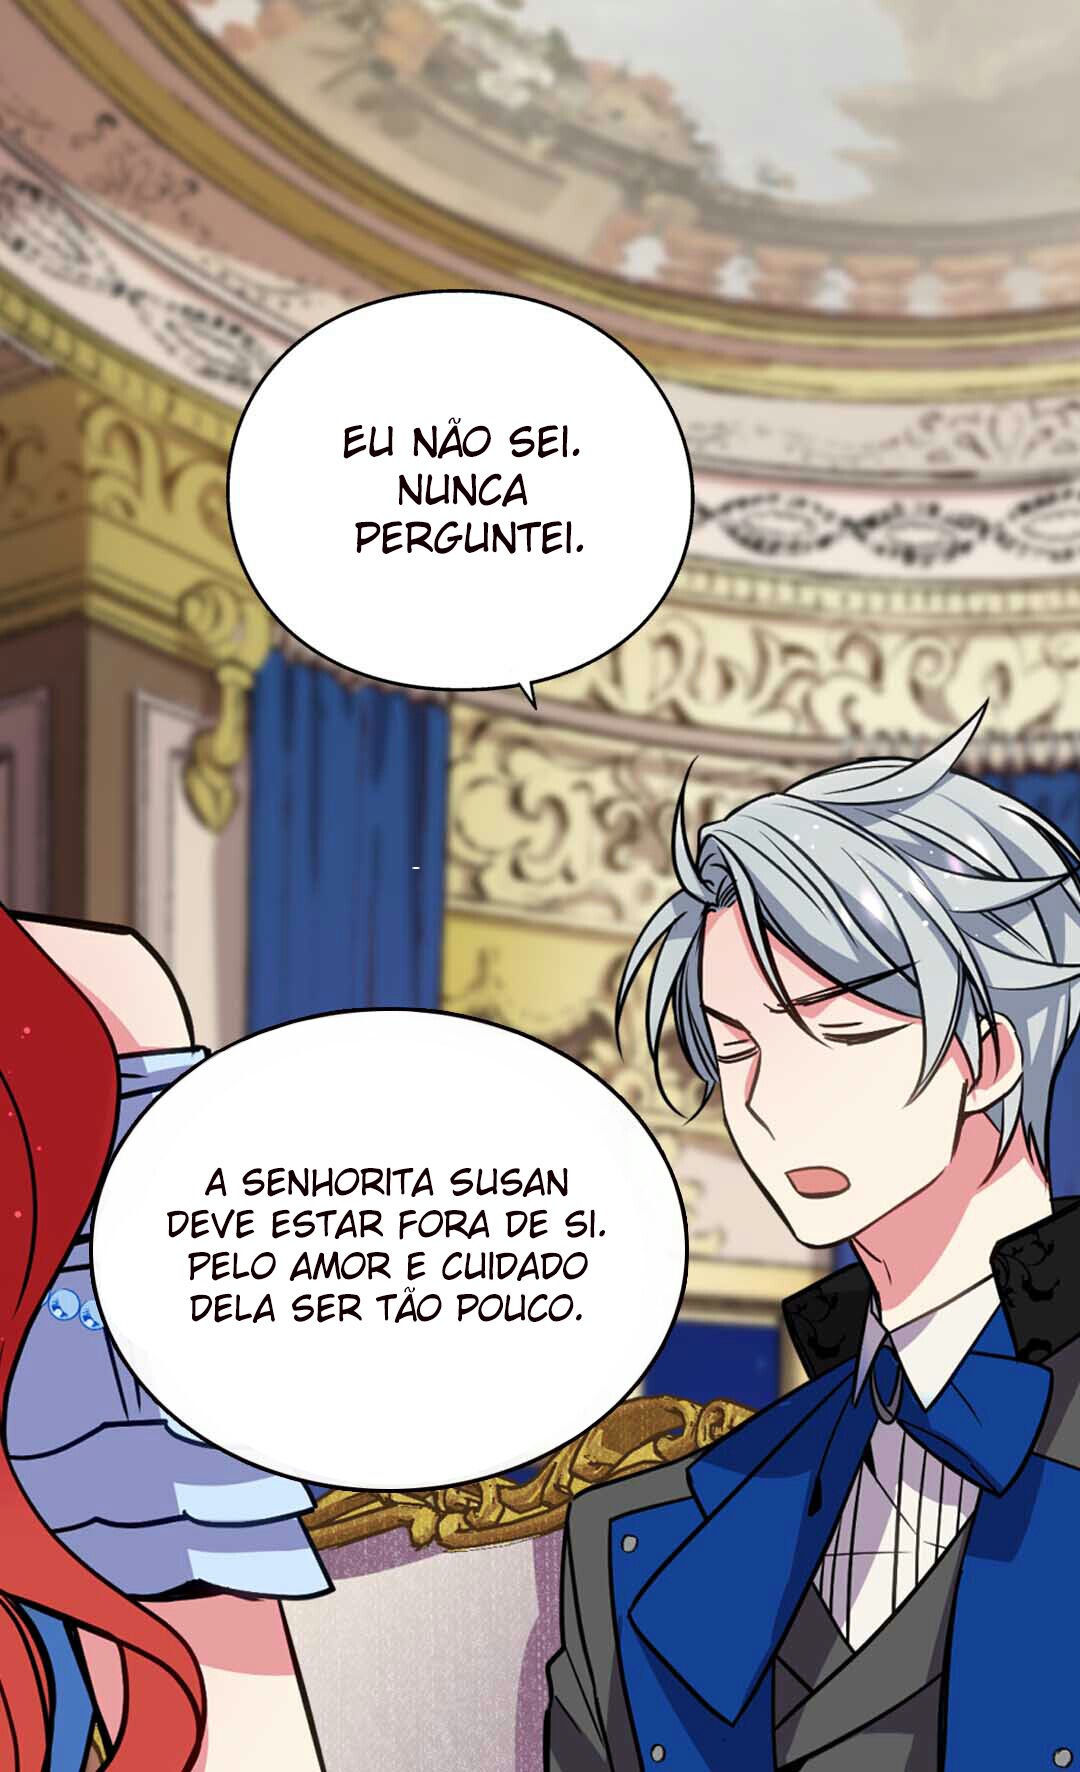 EU NÃO SEI.
NUNCA
PERGUNTEI.
A SENHORITA SUSAN
DEVE ESTAR FORA DE SI.
PELO AMOR E CUIDADO
DELA SER TÃO POUCO.